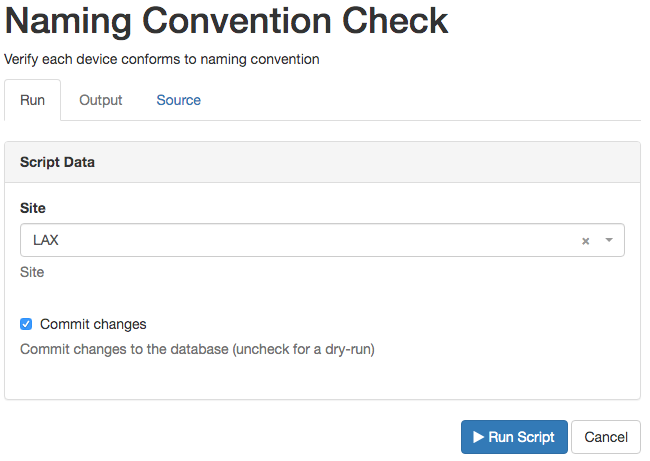 Naming Convention Check
Verify each device conforms to naming convention
Run Output Source
Script Data
Site
LAX
Site
Commit changes
Commit changes to the database (uncheck for a dry-run)
Run Script Cancel